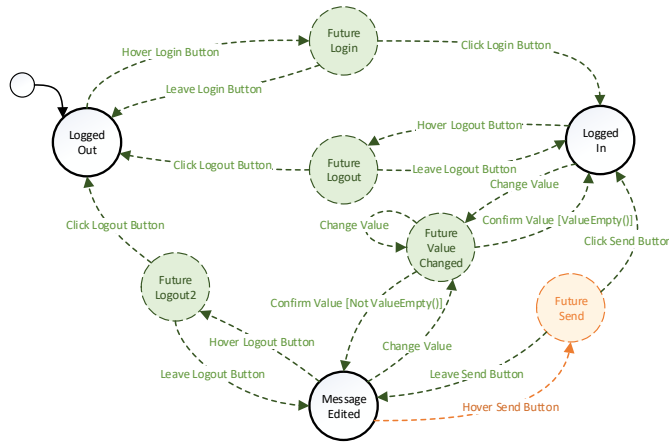 Future
Login
Hover Login Button
Click Login Button
Leave Login Button
Logged
Out
Hover Logout Button
Logged
In
Click Logout Button
Future
Logout
Leave Logout Button
Change Value
Change Value
Confirm Value [ValueEmpty()]
Click Logout Button
Future
Value
Changed
Click Send Button
Future
Logout2
Confirm Value [Not ValueEmpty()]
Future
Send
Hover Logout Button
Change Value
Leave Logout Button
Leave Send Button
Message
Edited
Hover Send Button